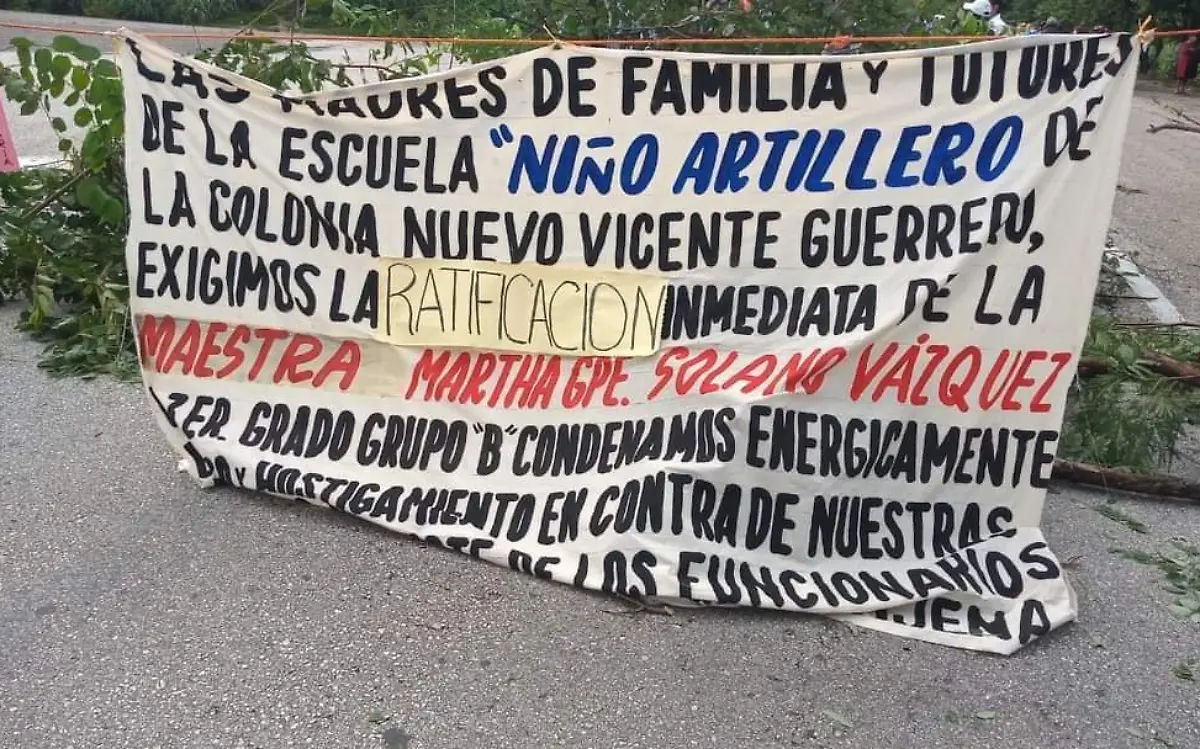 LAS MADRES DE FAMILIA Y TUTORES
DE LA ESCUELA "NIÑO ARTILLERO DE
LA COLONIA NUEVO VICENTE GUERRERO,
EXIGIMOS LA RATIFICACION INMEDIATA DE LA
MAESTRA MARTHA GPE. SOLANO VÁZQUEZ
ER. GRADO GRUPO "B" CONDENAMOS ENERGICAMENTE
Y HOSTIGAMIENTO EN CONTRA DE NUESTRAS
DE LOS FUNCIONARIOS